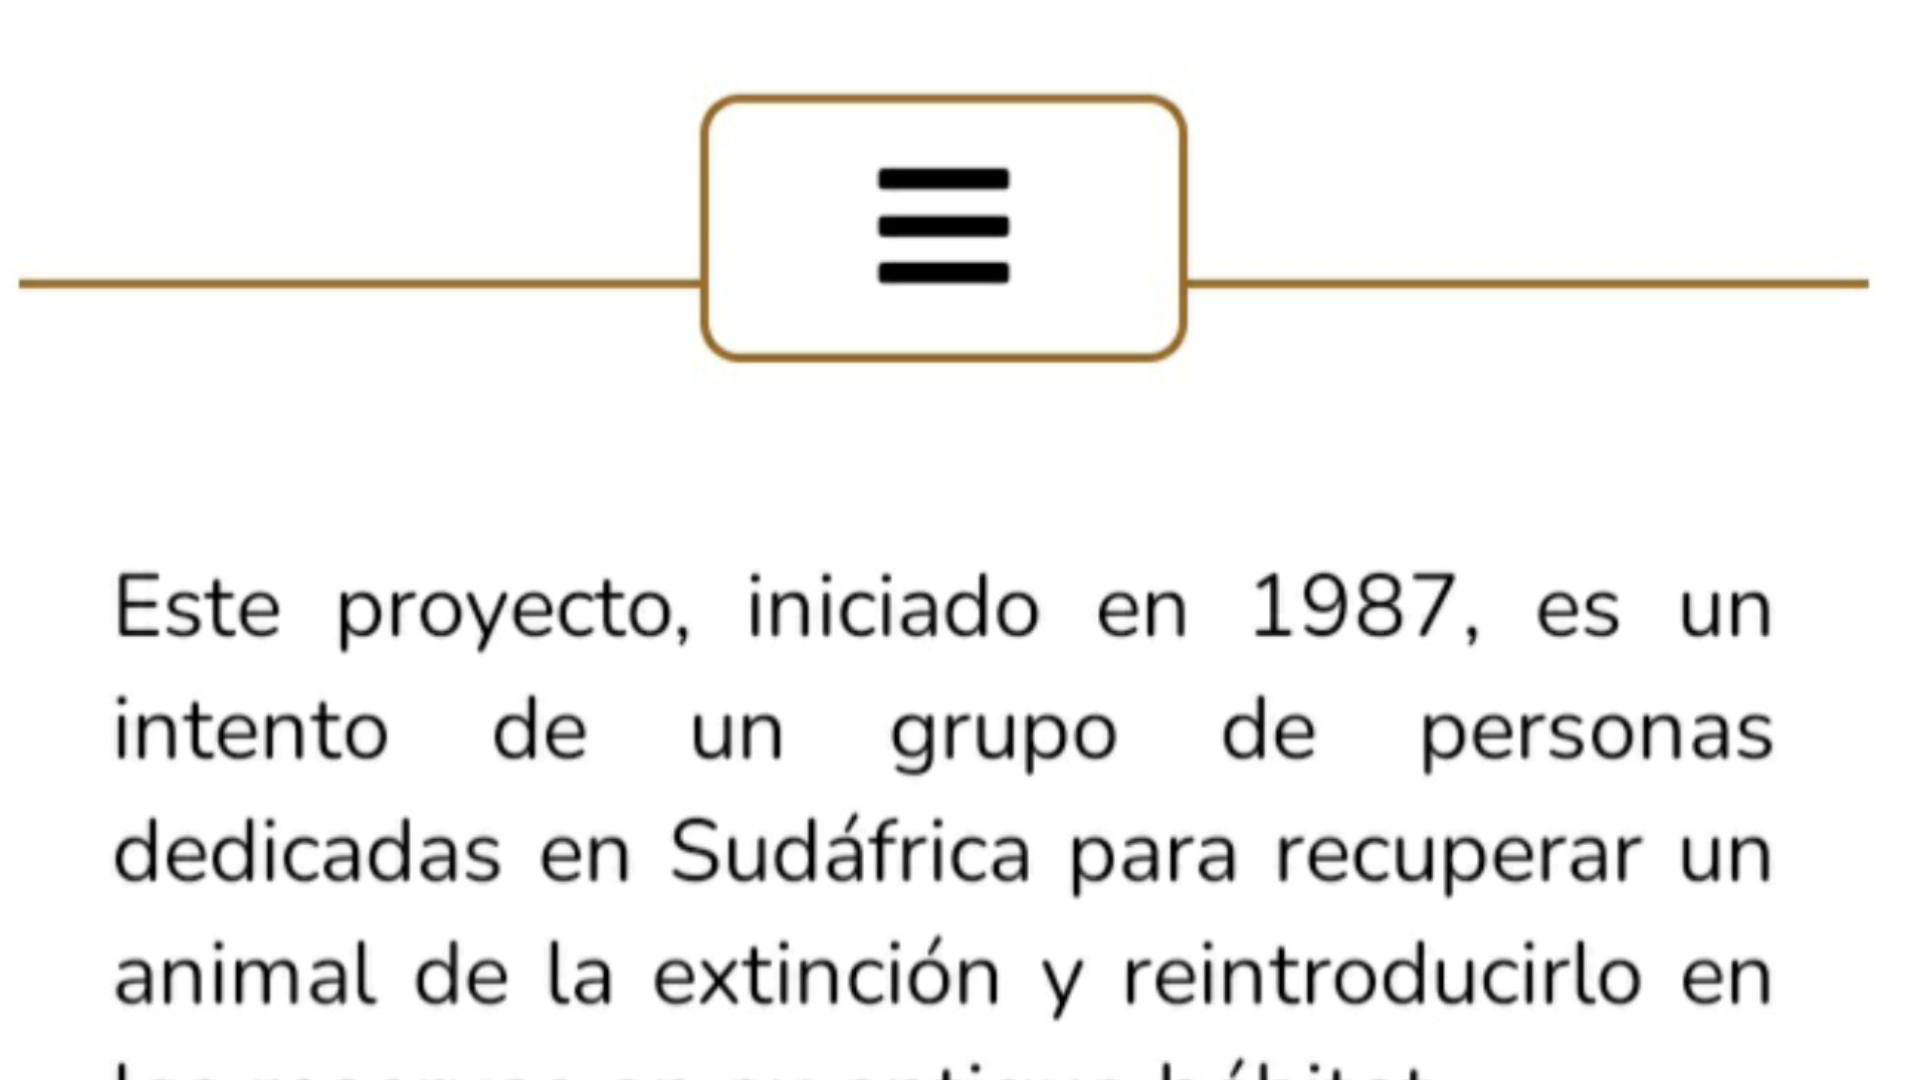 Este proyecto, iniciado en 1987, es un
intento de un grupo de personas
dedicadas en Sudáfrica para recuperar un
animal de la extinción y reintroducirlo en